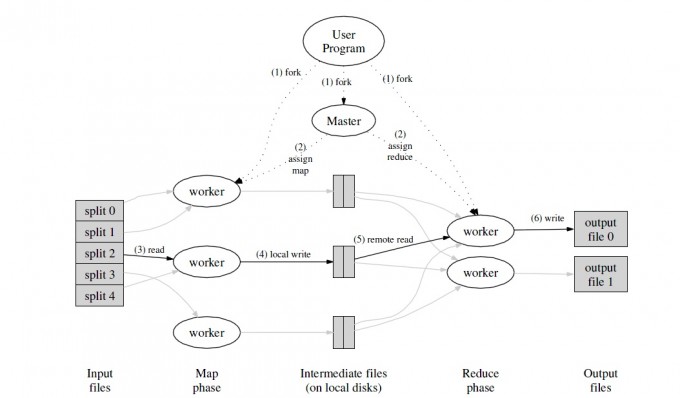 User
Program
(1) fork
(1) fork
(1) fork
Master
(2)
assign
map
(2)
assign
reduce
worker
split 0
split 1
split 2
split 3
split 4
(3) read
worker
(4) local write
(5) remote read
worker
(6) write
output
file 0
worker
output
file 1
worker
Input
files
Map
phase
Intermediate files
(on local disks)
Reduce
phase
Output
files